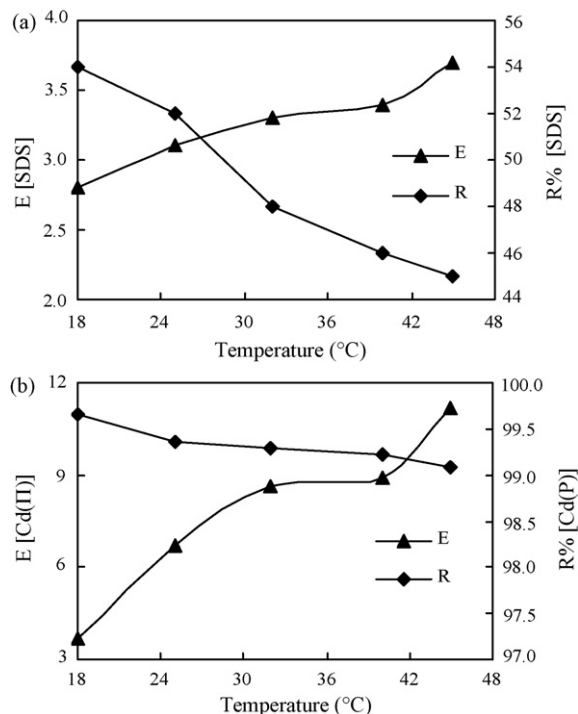 (a)
4.0
3.5
3.0
2.5
2.0
E [SDS]
56
54
52
50
48
46
44
R% [SDS]
E
R
18 24 30 36 42 48
Temperature (°C)
(b)
12
9
6
3
E [Cd(Π)]
100.0
99.5
99.0
98.5
98.0
97.5
97.0
R% [Cd(P)]
E
R
18 24 30 36 42 48
Temperature (°C)